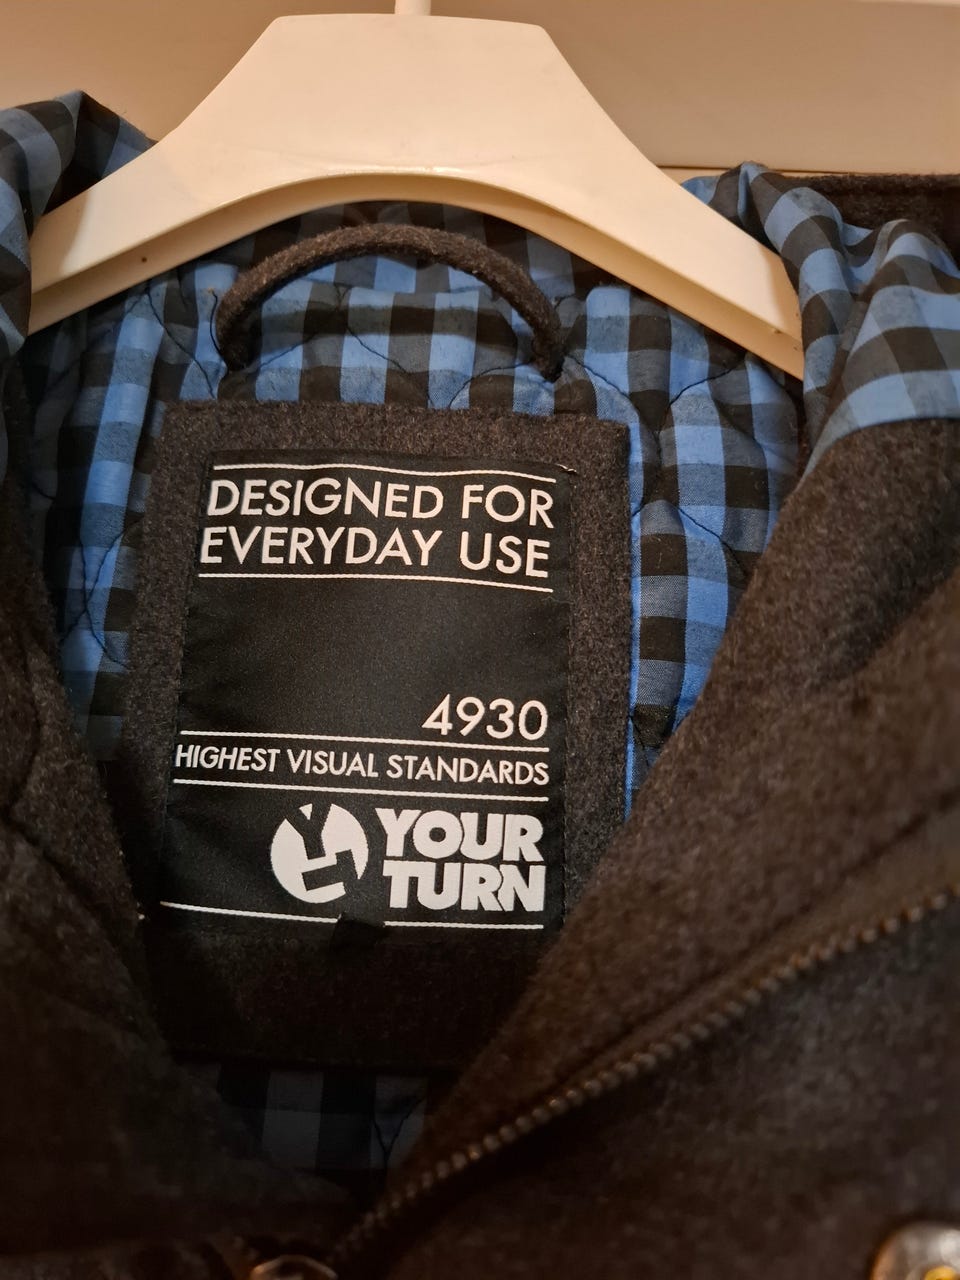 DESIGNED FOR
EVERYDAY USE
4930
HIGHEST VISUAL STANDARDS
YOUR
TURN